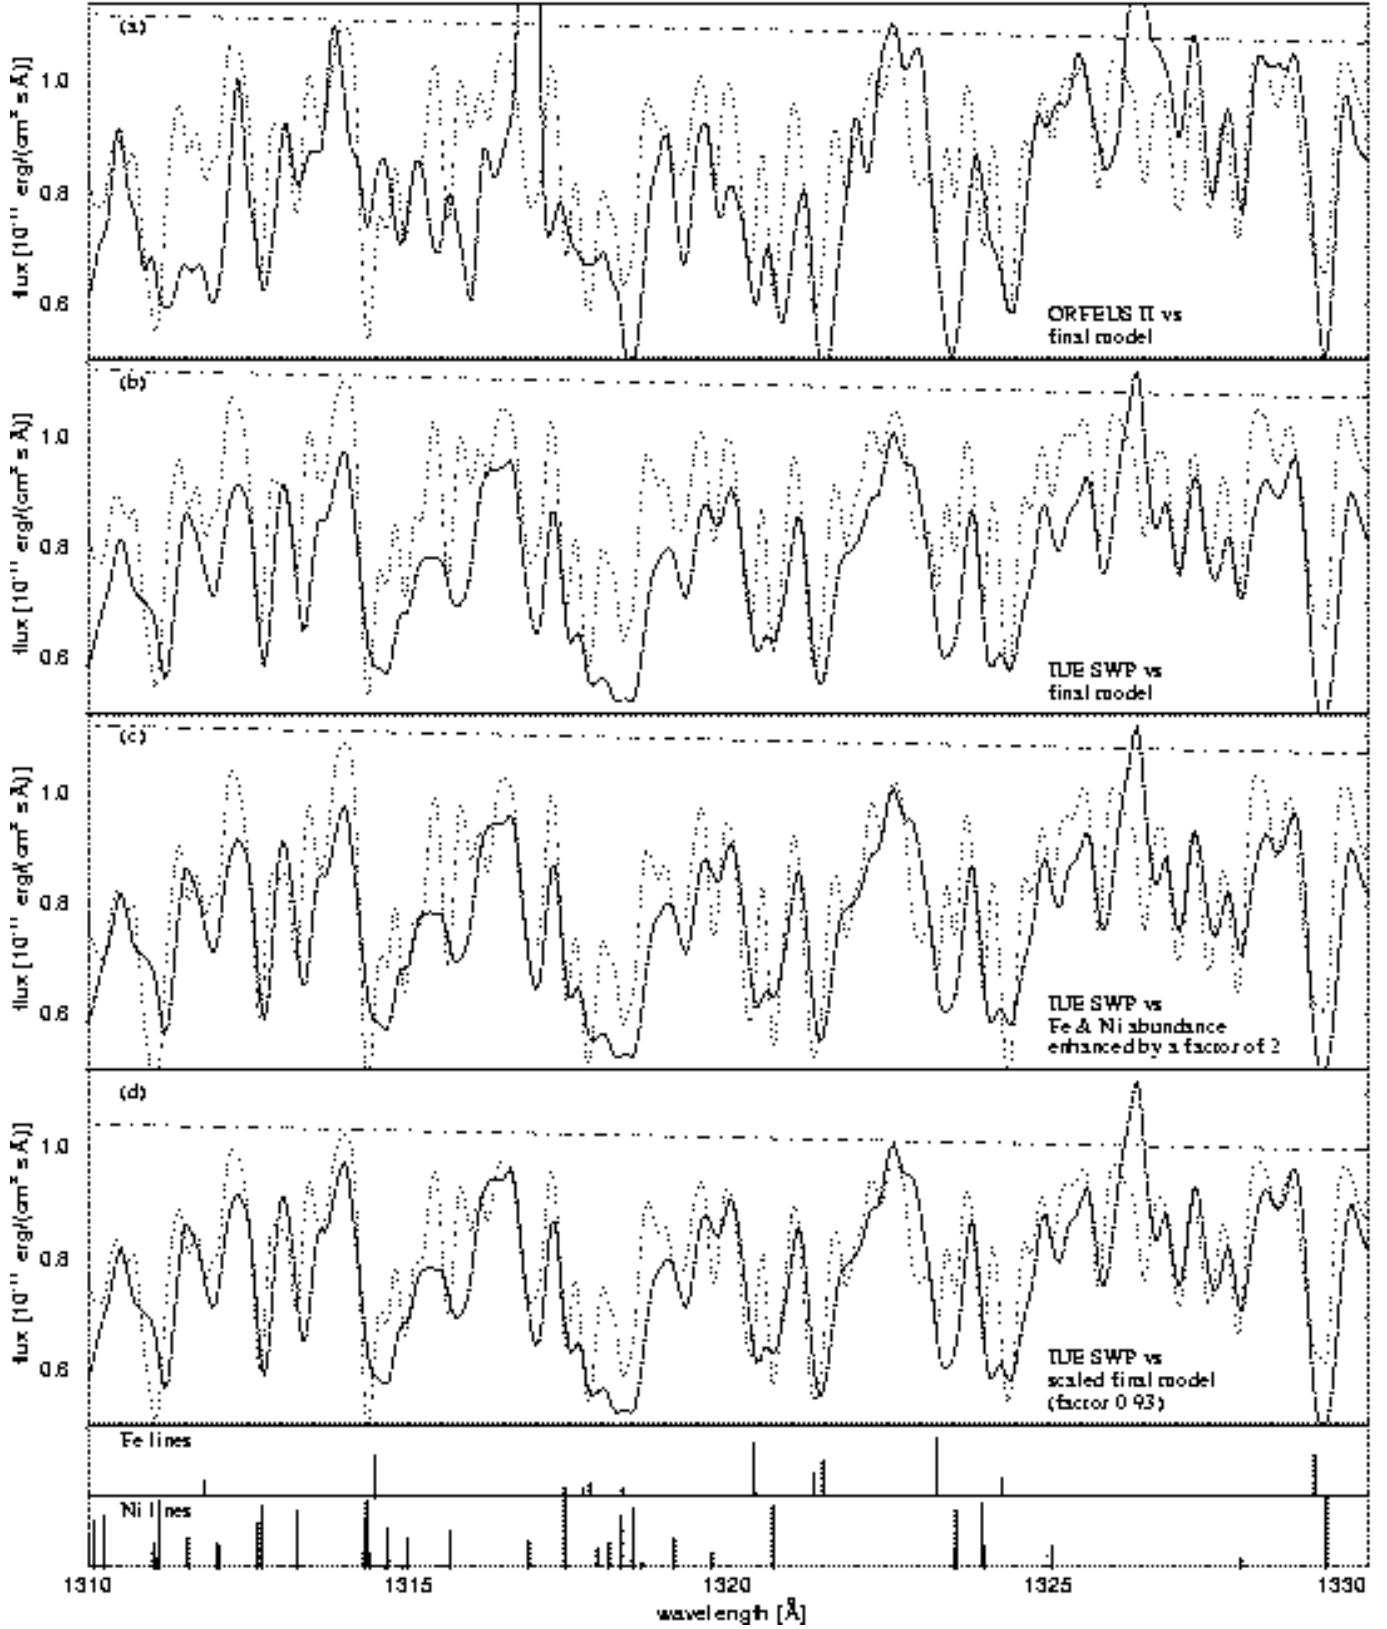 (a)
flux [10⁻¹¹ erg/(cm² s Å)]
1.0
0.8
0.6
ORFEUS II vs
final model
(b)
flux [10⁻¹¹ erg/(cm² s Å)]
1.0
0.8
0.6
IUE SWP vs
final model
(c)
flux [10⁻¹¹ erg/(cm² s Å)]
1.0
0.8
0.6
IUE SWP vs
Fe & Ni abundance
enhanced by a factor of 2
(d)
flux [10⁻¹¹ erg/(cm² s Å)]
1.0
0.8
0.6
IUE SWP vs
scaled final model
(factor 0.93)
Fe lines
Ni lines
1310 1315 1320 1325 1330
wavelength [Å]